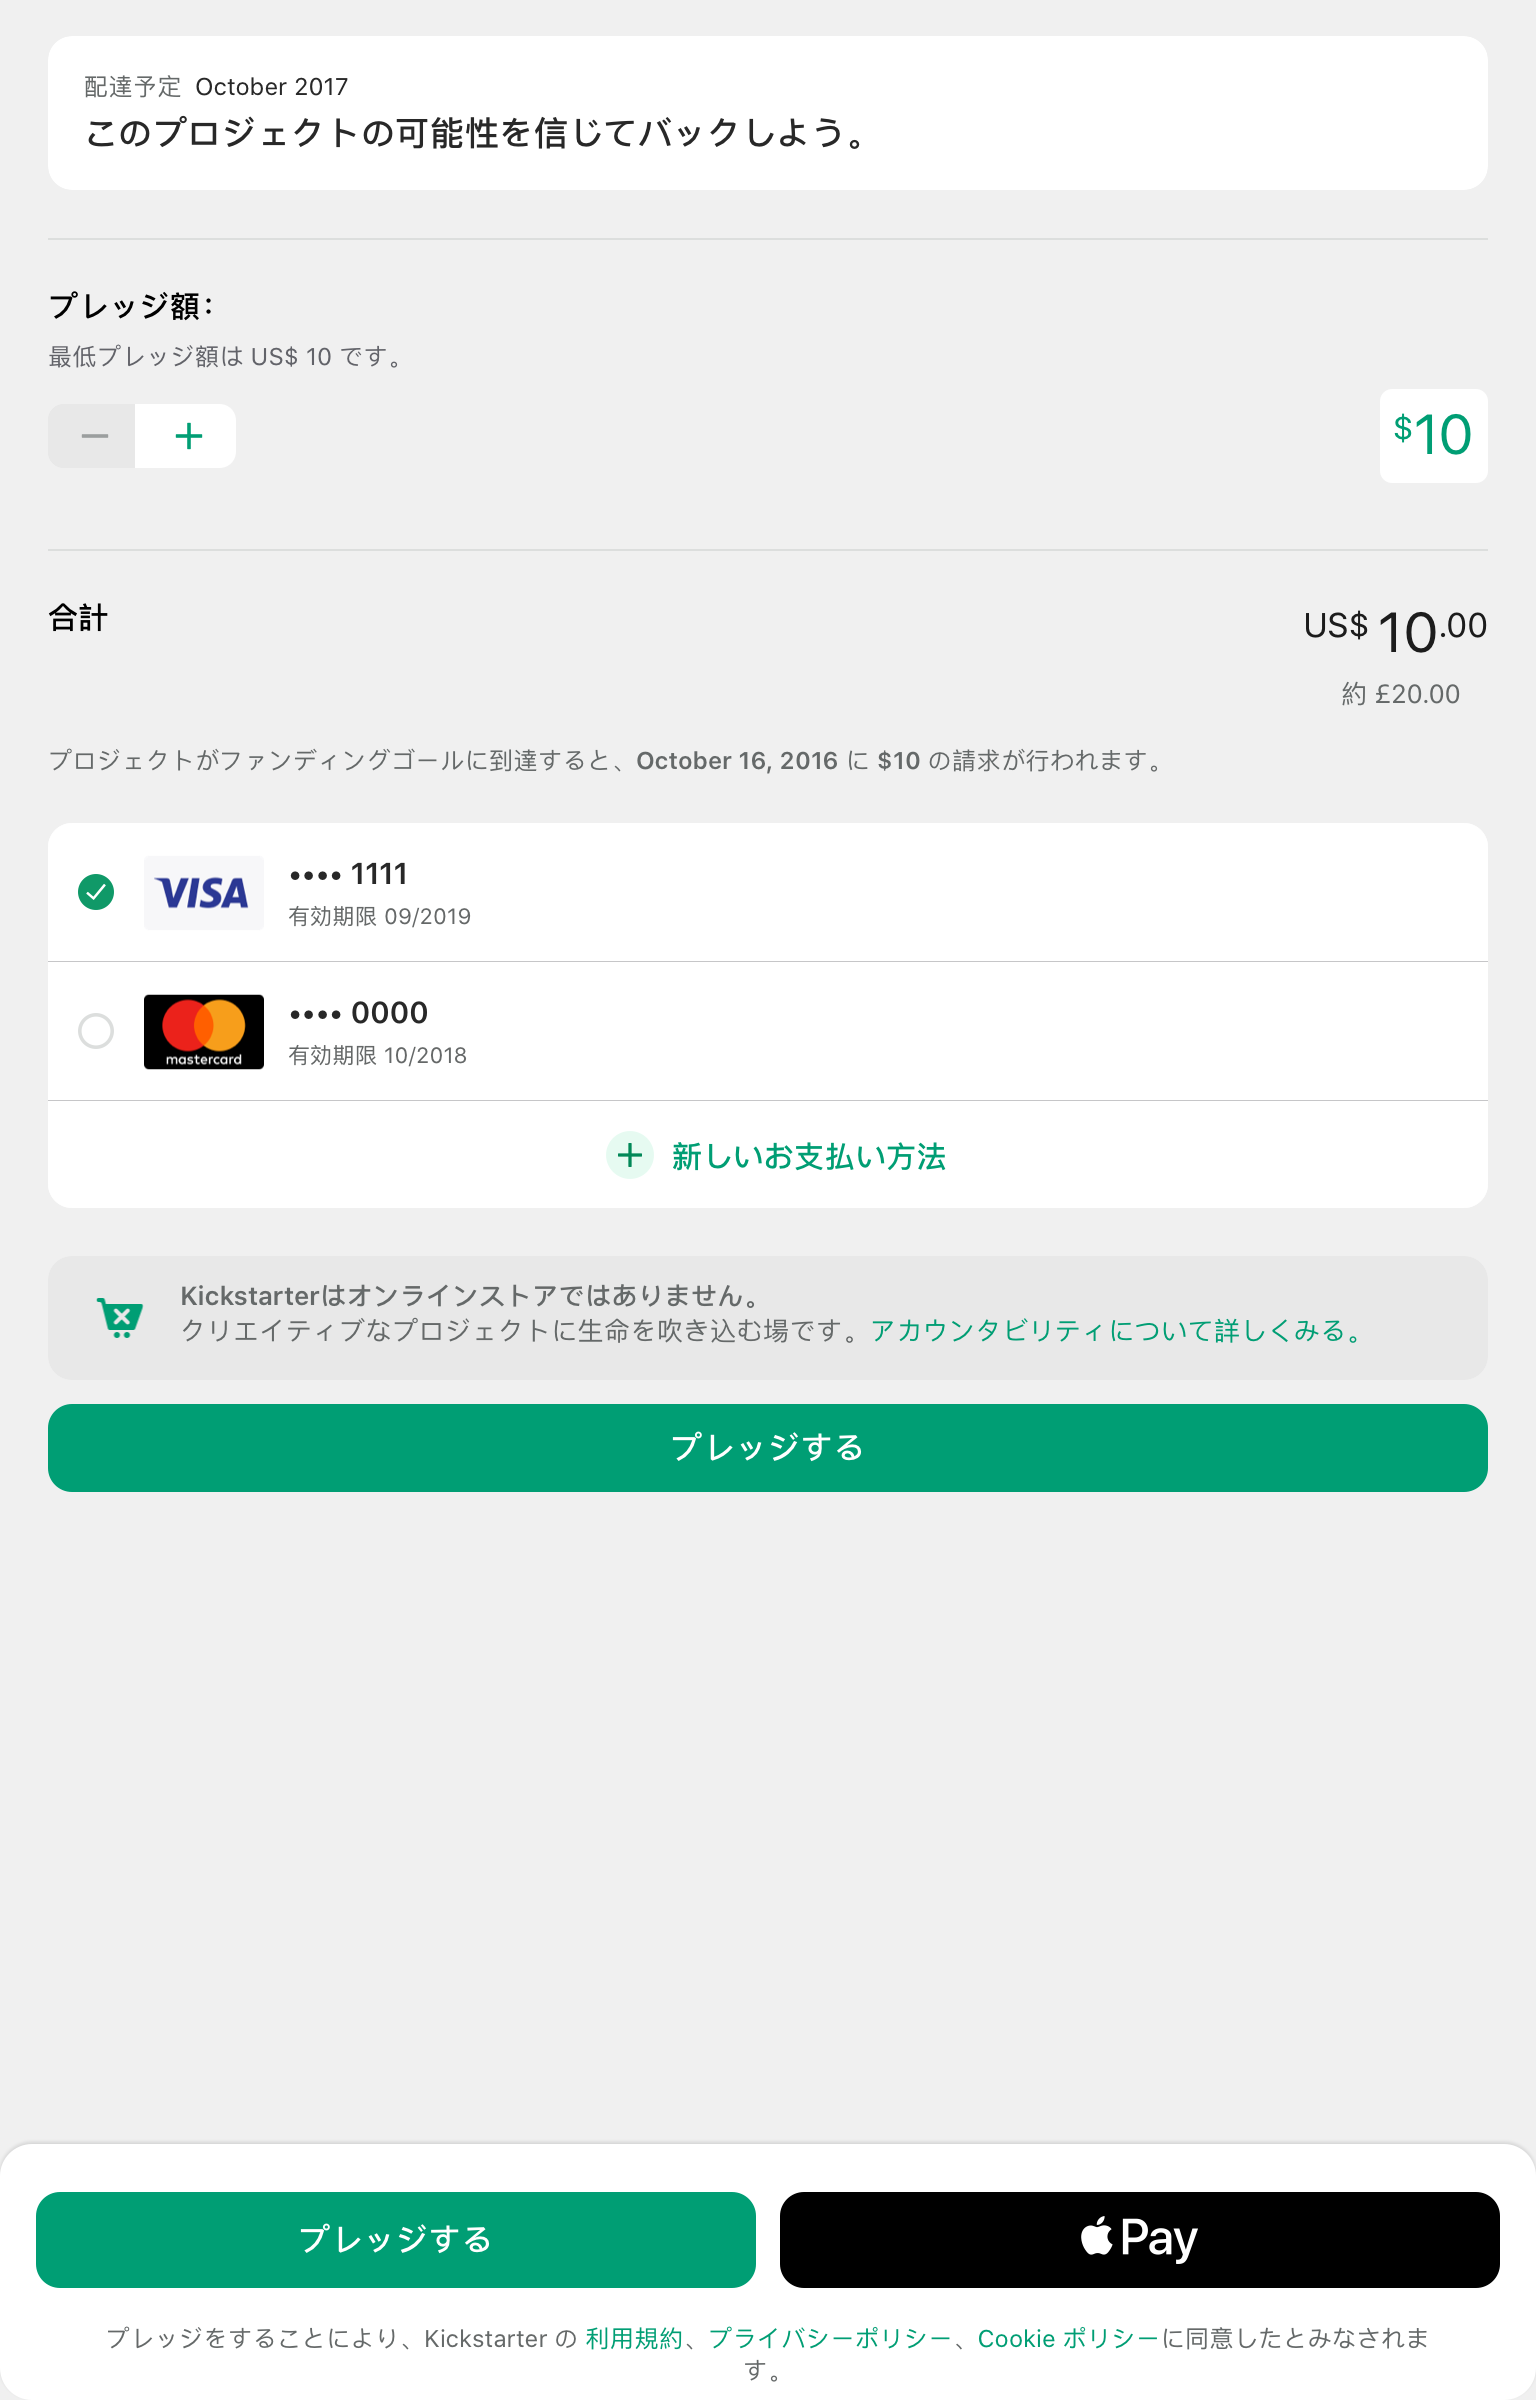 配達予定 October 2017
このプロジェクトの可能性を信じてバックしよう。
プレッジ額：
最低プレッジ額は US$ 10 です。
$10
合計
US$ 10.00
約 £20.00
プロジェクトがファンディングゴールに到達すると、October 16, 2016 に $10 の請求が行われます。
VISA
•••• 1111
有効期限 09/2019
mastercard
•••• 0000
有効期限 10/2018
新しいお支払い方法
Kickstarterはオンラインストアではありません。
クリエイティブなプロジェクトに生命を吹き込む場です。アカウンタビリティについて詳しくみる。
プレッジする
プレッジする
Pay
プレッジをすることにより、Kickstarter の 利用規約、プライバシーポリシー、Cookie ポリシーに同意したとみなされま
す。